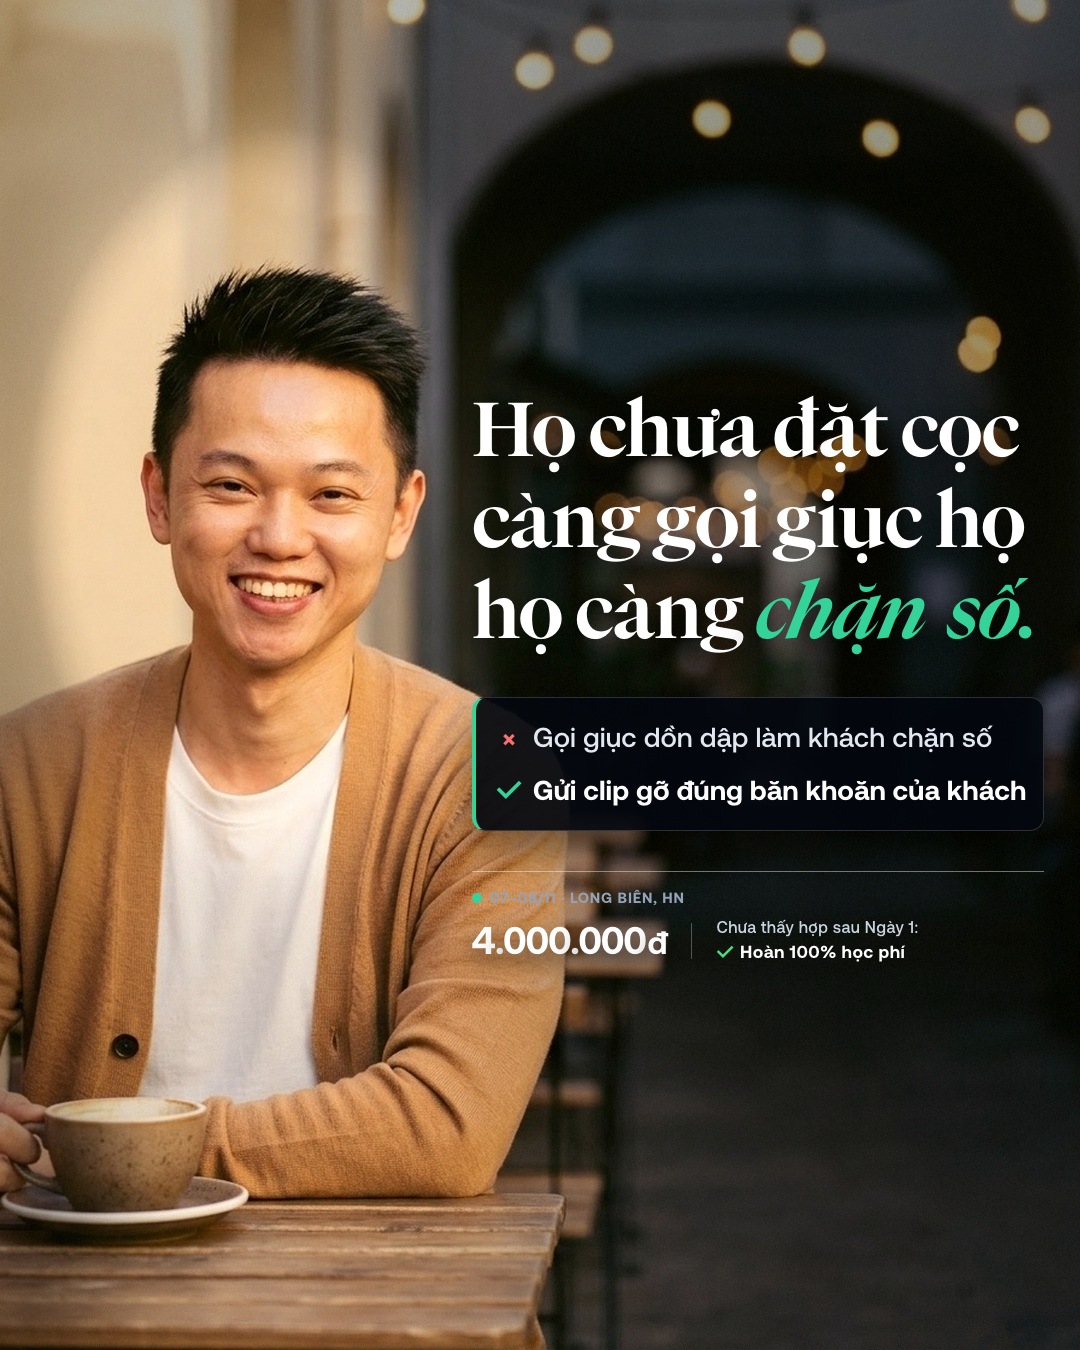 Họ chưa đặt cọc
càng gọi giục họ
họ càng chặn số.
× Gọi giục dồn dập làm khách chặn số
✓ Gửi clip gỡ đúng băn khoăn của khách
LONG BIÊN, HN
4.000.000đ
Chưa thấy hợp sau Ngày 1:
✓ Hoàn 100% học phí